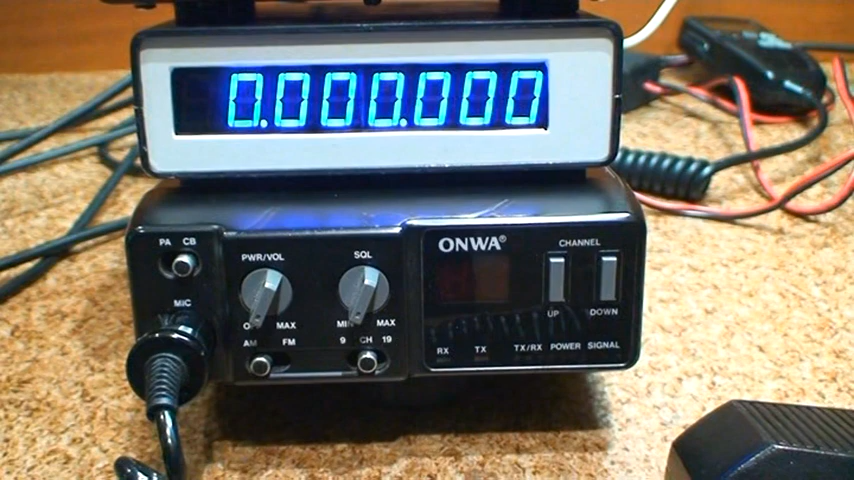 0.000.000
PA CB
ONWA®
CHANNEL
PWR/VOL
SQL
MIC
UP
DOWN
MAX
MIN
MAX
AM
FM
9 CH 19
RX
TX
TX/RX
POWER
SIGNAL